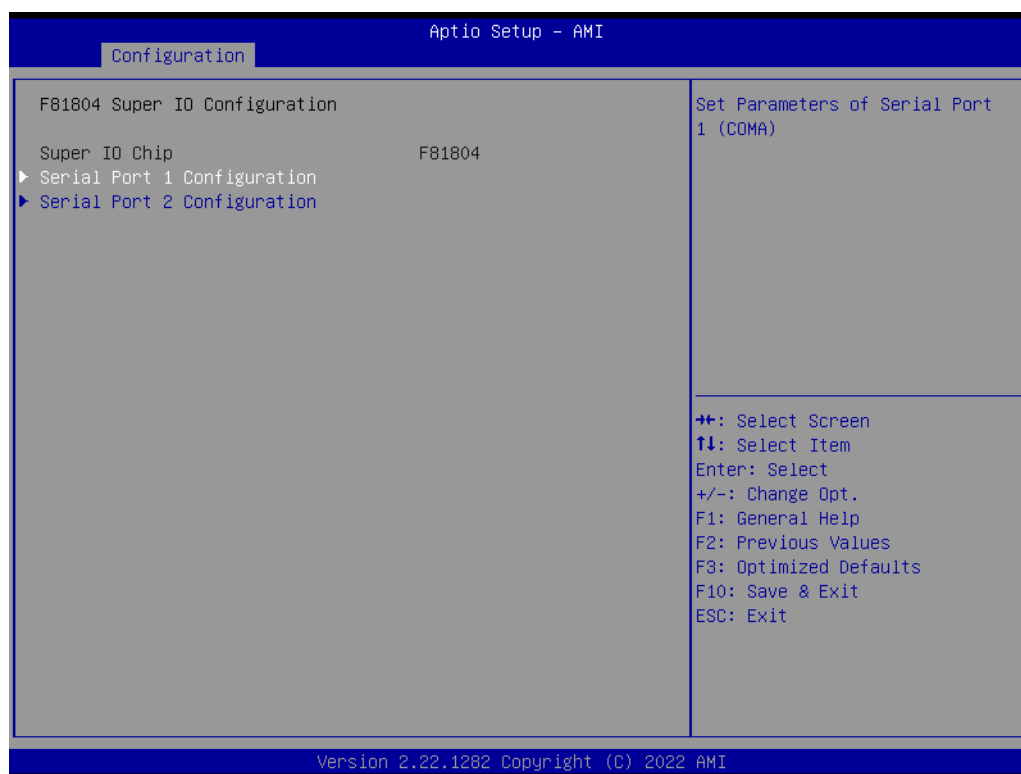 Aptio Setup – AMI
Configuration
F81804 Super IO Configuration
Super IO Chip F81804
▶ Serial Port 1 Configuration
▶ Serial Port 2 Configuration
Set Parameters of Serial Port
1 (COMA)
→←: Select Screen
↑↓: Select Item
Enter: Select
+/-: Change Opt.
F1: General Help
F2: Previous Values
F3: Optimized Defaults
F10: Save & Exit
ESC: Exit
Version 2.22.1282 Copyright (C) 2022 AMI